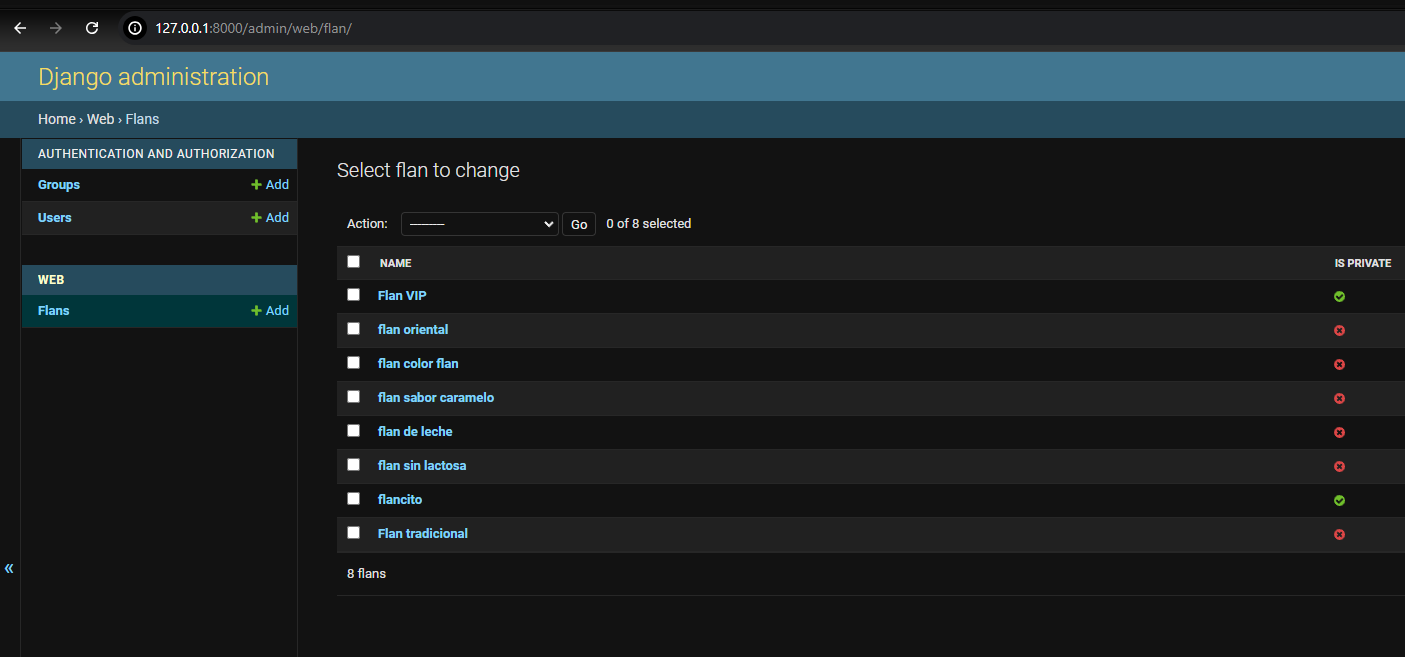 127.0.0.1:8000/admin/web/flan/
Django administration
Home › Web › Flans
AUTHENTICATION AND AUTHORIZATION
Groups + Add
Users + Add
WEB
Flans + Add
«
Select flan to change
Action: --------- Go 0 of 8 selected
NAME IS PRIVATE
Flan VIP
flan oriental
flan color flan
flan sabor caramelo
flan de leche
flan sin lactosa
flancito
Flan tradicional
8 flans